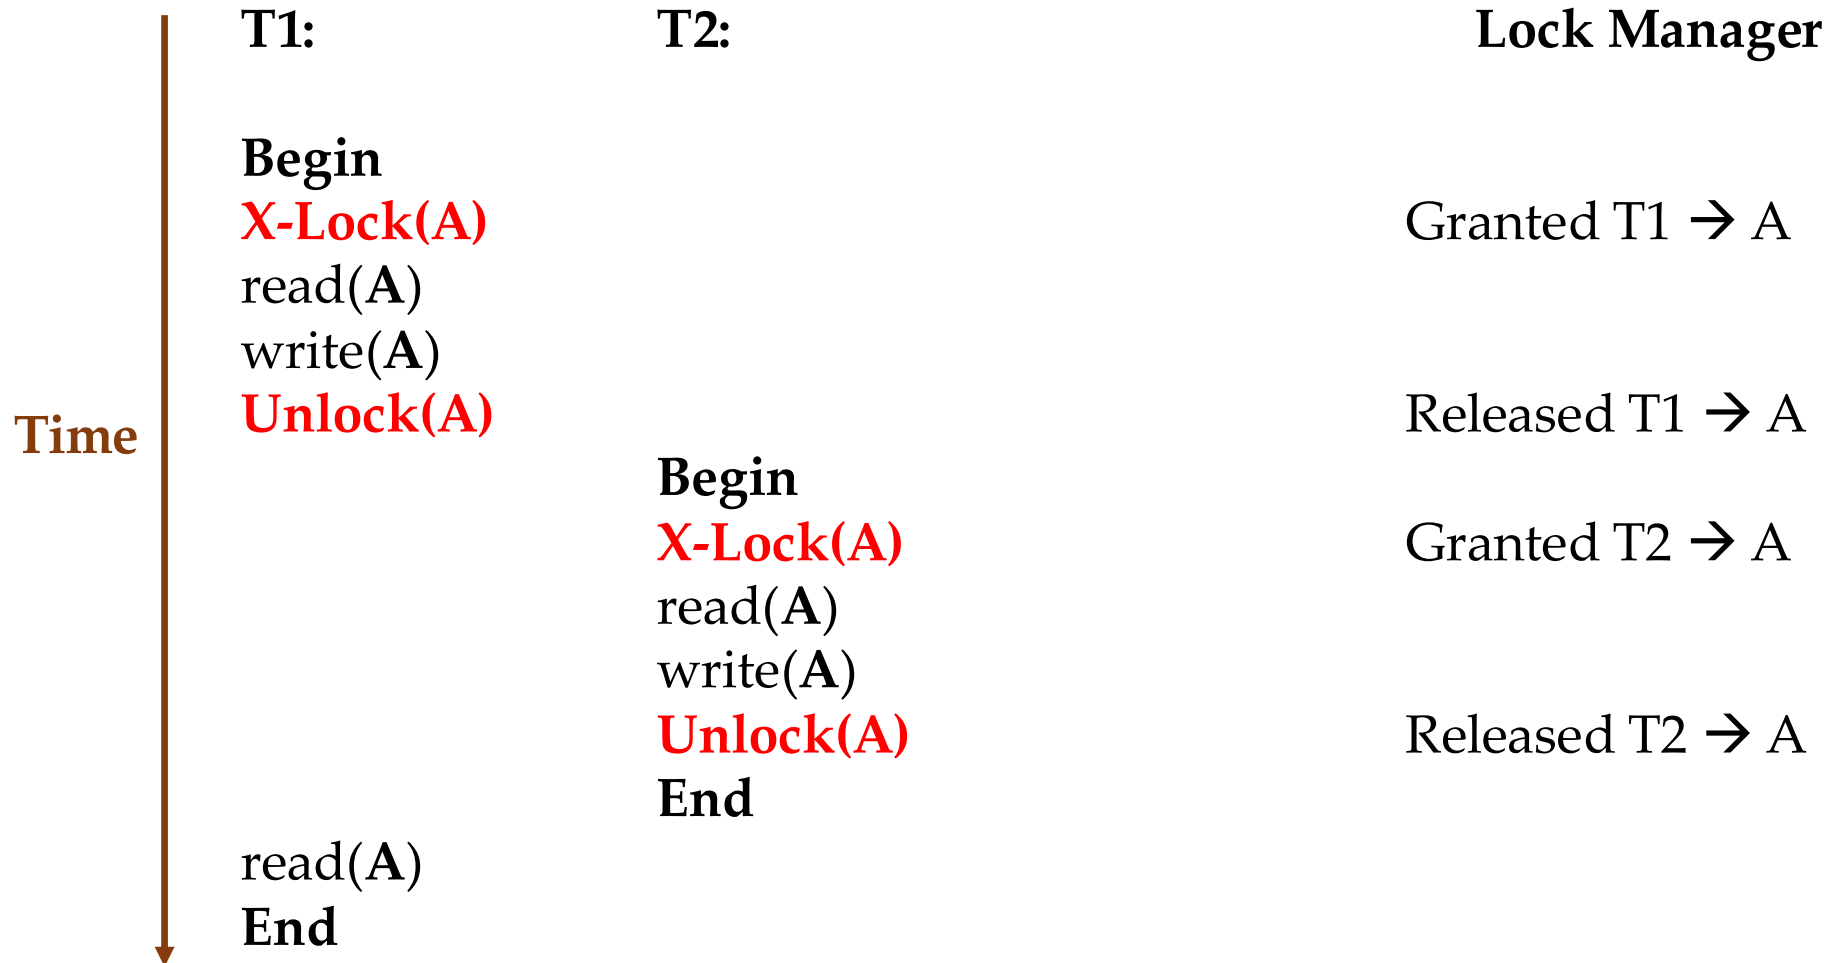 T1: T2: Lock Manager
Begin
X-Lock(A) Granted T1 → A
read(A)
write(A)
Unlock(A) Released T1 → A
Time
Begin
X-Lock(A) Granted T2 → A
read(A)
write(A)
Unlock(A) Released T2 → A
End
read(A)
End